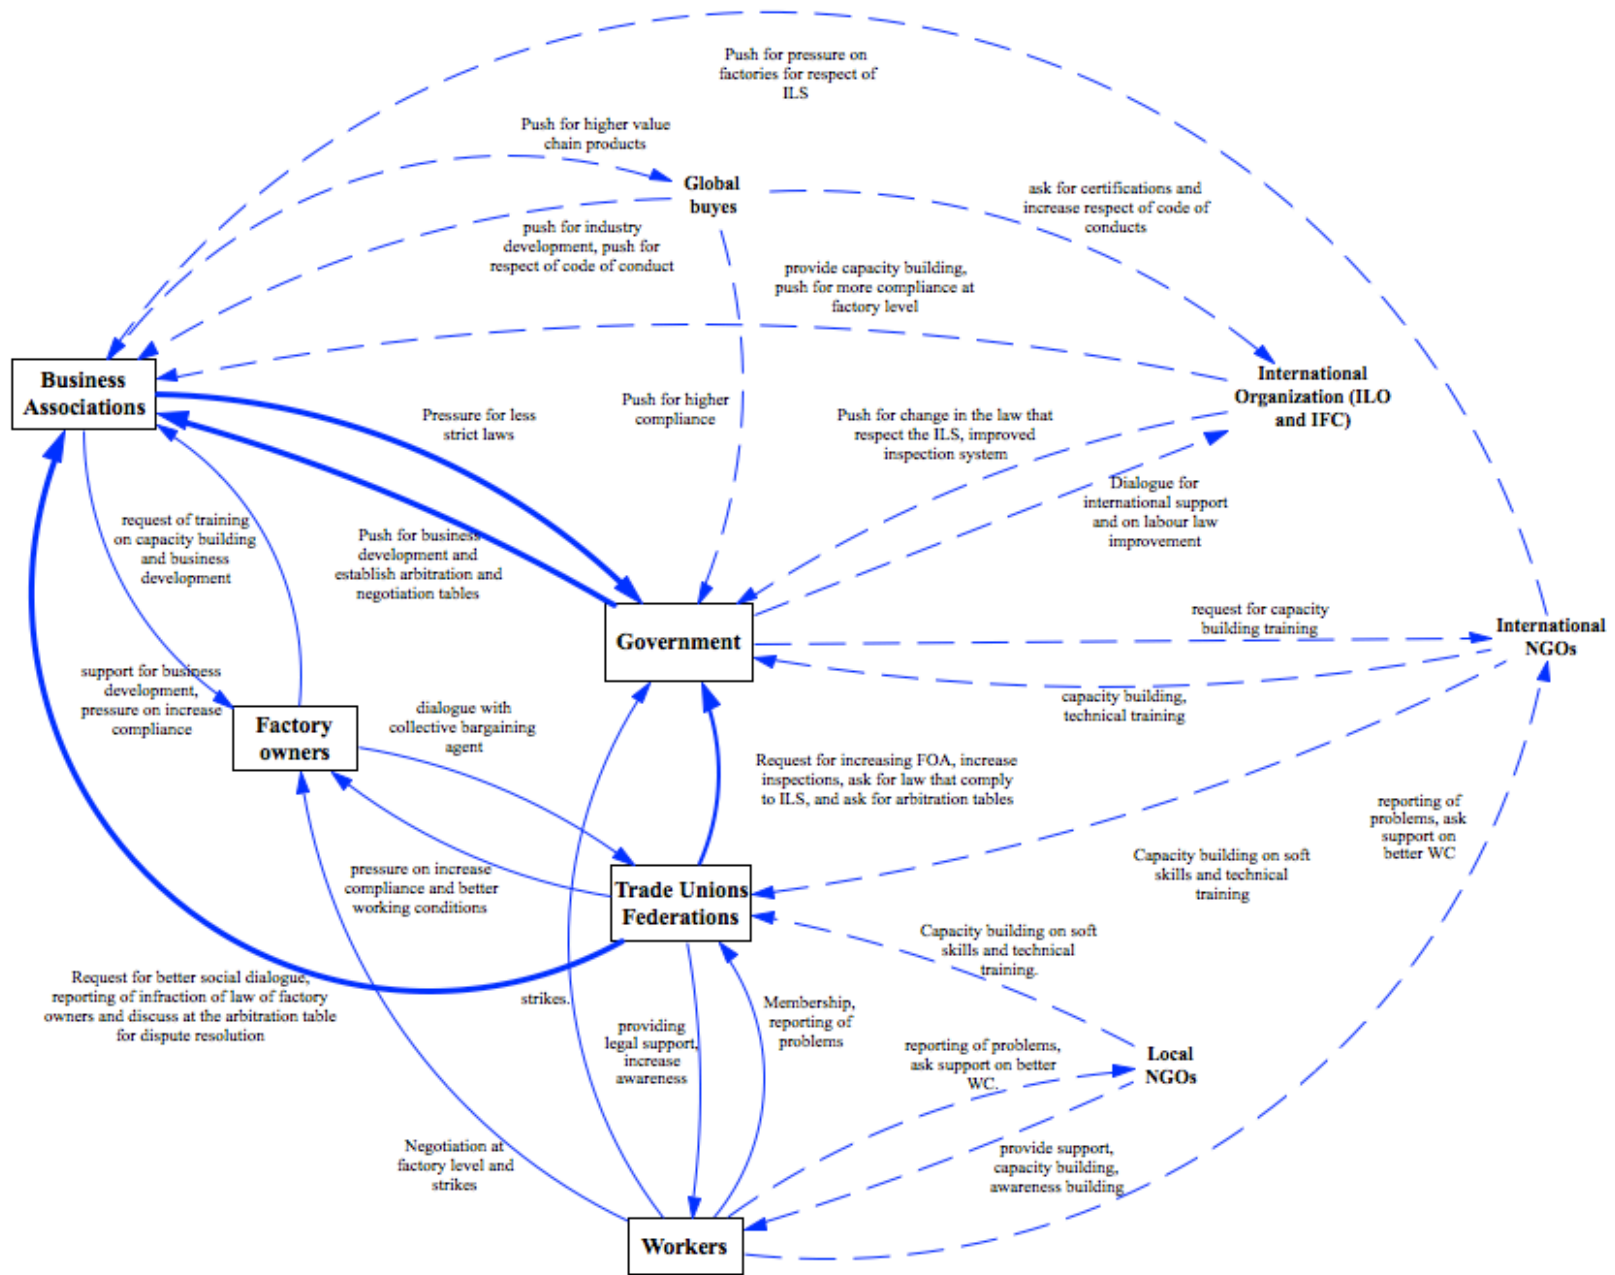 Push for pressure on
factories for respect of
ILS
Push for higher value
chain products
Global
buyes
ask for certifications and
increase respect of code of
conducts
push for industry
development, push for
respect of code of conduct
provide capacity building,
push for more compliance at
factory level
Business
Associations
International
Organization (ILO
and IFC)
Pressure for less
strict laws
Push for higher
compliance
Push for change in the law that
respect the ILS, improved
inspection system
Dialogue for
international support
and on labour law
improvement
request of training
on capacity building
and business
development
Push for business
development and
establish arbitration and
negotiation tables
Government
request for capacity
building training
International
NGOs
support for business
development,
pressure on increase
compliance
Factory
owners
dialogue with
collective bargaining
agent
capacity building,
technical training
Request for increasing FOA, increase
inspections, ask for law that comply
to ILS, and ask for arbitration tables
reporting of
problems, ask
support on
better WC
pressure on increase
compliance and better
working conditions
Trade Unions
Federations
Capacity building on soft
skills and technical
training
Capacity building on soft
skills and technical
training.
Request for better social dialogue,
reporting of infraction of law of factory
owners and discuss at the arbitration table
for dispute resolution
strikes.
providing
legal support,
increase
awareness
Membership,
reporting of
problems
reporting of problems,
ask support on better
WC.
Local
NGOs
Negotiation at
factory level and
strikes
provide support,
capacity building,
awareness building
Workers